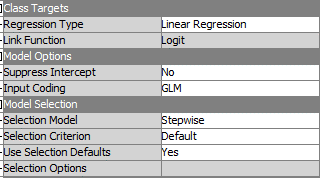 Class Targets
Regression Type Linear Regression
Link Function Logit
Model Options
Suppress Intercept No
Input Coding GLM
Model Selection
Selection Model Stepwise
Selection Criterion Default
Use Selection Defaults Yes
Selection Options